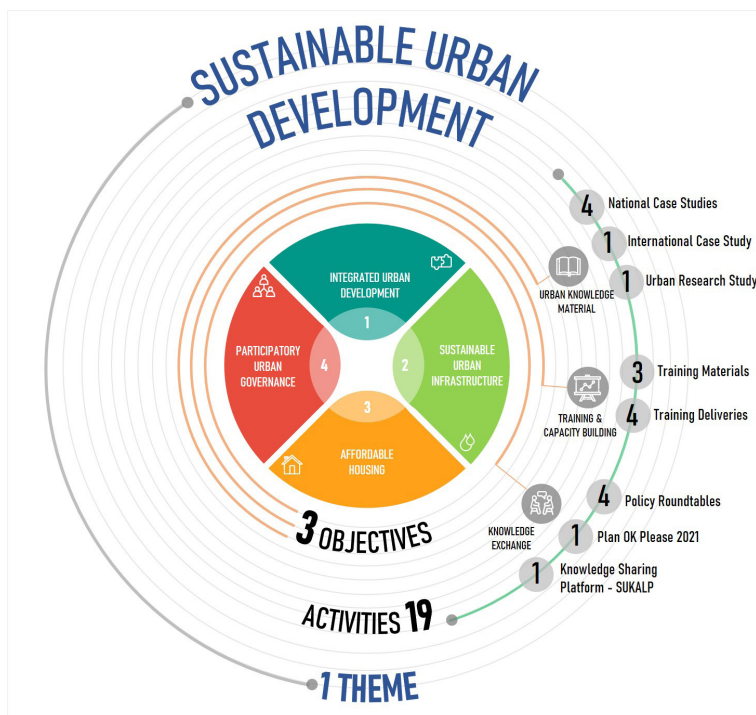 SUSTAINABLE URBAN
DEVELOPMENT
INTEGRATED URBAN
DEVELOPMENT
1
SUSTAINABLE
URBAN
INFRASTRUCTURE
2
AFFORDABLE
HOUSING
3
PARTICIPATORY
URBAN
GOVERNANCE
4
URBAN KNOWLEDGE
MATERIAL
4 National Case Studies
1 International Case Study
1 Urban Research Study
TRAINING &
CAPACITY BUILDING
3 Training Materials
4 Training Deliveries
KNOWLEDGE
EXCHANGE
4 Policy Roundtables
1 Plan OK Please 2021
1 Knowledge Sharing
Platform - SUKALP
3 OBJECTIVES
ACTIVITIES 19
1 THEME